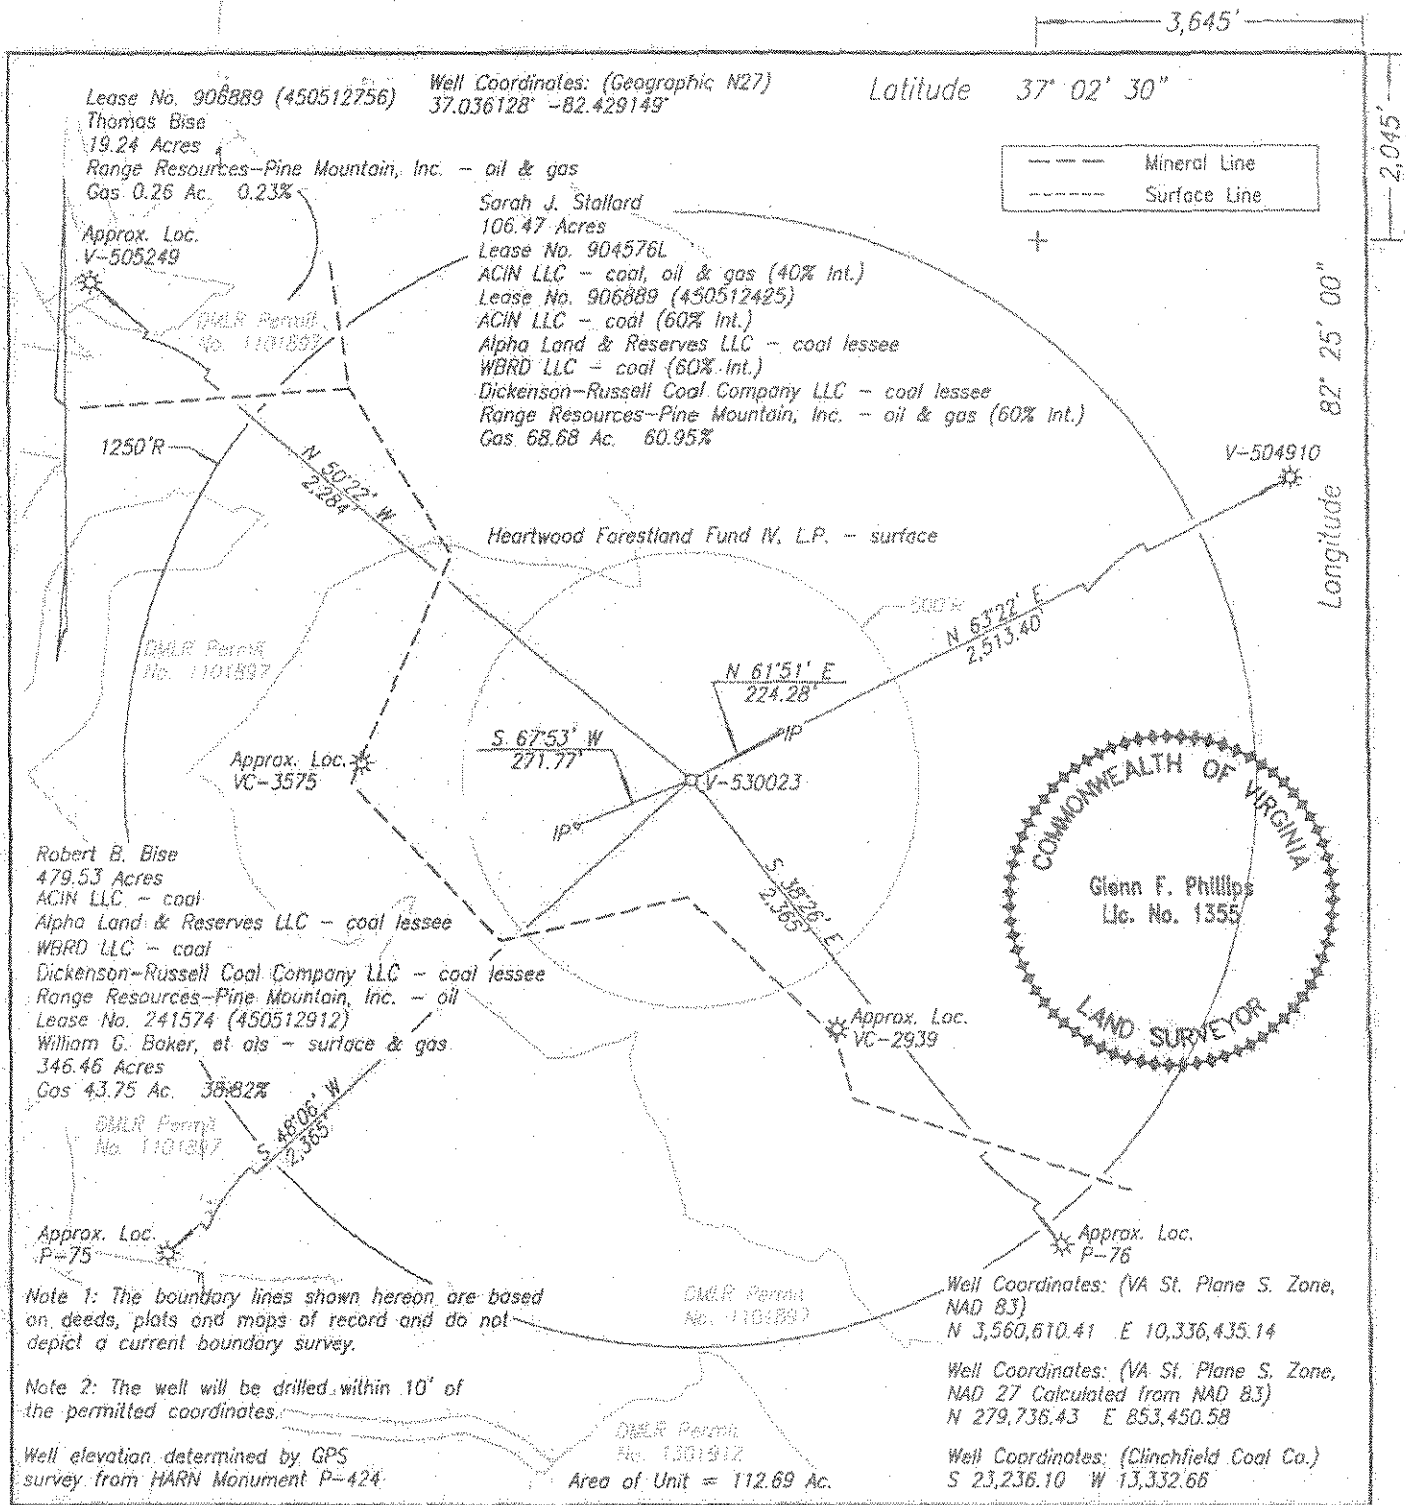 3,645'
2,045'
Lease No. 906889 (450512756)
Thomas Bise
19.24 Acres
Range Resources-Pine Mountain, Inc. - oil & gas
Gas 0.26 Ac. 0.23%
Well Coordinates: (Geographic N27)
37.036128° -82.429149°
Latitude 37° 02' 30"
Mineral Line
Surface Line
Longitude 82° 25' 00"
Approx. Loc.
V-505249
Sarah J. Stallard
106.47 Acres
Lease No. 904576L
ACIN LLC - coal, oil & gas (40% Int.)
Lease No. 906889 (450512425)
ACIN LLC - coal (60% Int.)
Alpha Land & Reserves LLC - coal lessee
WBRD LLC - coal (60% Int.)
Dickenson-Russell Coal Company LLC - coal lessee
Range Resources-Pine Mountain, Inc. - oil & gas (60% Int.)
Gas 68.68 Ac. 60.95%
DMLR Permit
No. 1101897
1250'R
N 50°22' W
2,284'
V-504910
Heartwood Forestland Fund IV, L.P. - surface
500'R
N 63°22' E
2,513.40'
DMLR Permit
No. 1101897
N 61°51' E
224.28'
IP
S 67°53' W
271.77'
IP
V-530023
Approx. Loc.
VC-3575
COMMONWEALTH OF VIRGINIA
Glenn F. Phillips
Lic. No. 1355
LAND SURVEYOR
Robert B. Bise
479.53 Acres
ACIN LLC - coal
Alpha Land & Reserves LLC - coal lessee
WBRD LLC - coal
Dickenson-Russell Coal Company LLC - coal lessee
Range Resources-Pine Mountain, Inc. - oil
Lease No. 241574 (450512912)
William G. Baker, et als - surface & gas
346.46 Acres
Gas 43.75 Ac. 38.82%
S 38°26' E
2,365'
Approx. Loc.
VC-2939
DMLR Permit
No. 1101897
S 48°06' W
2,365'
Approx. Loc.
P-75
Approx. Loc.
P-76
Note 1: The boundary lines shown hereon are based
on deeds, plats and maps of record and do not
depict a current boundary survey.
DMLR Permit
No. 1101897
Well Coordinates: (VA St. Plane S. Zone,
NAD 83)
N 3,560,610.41 E 10,336,435.14
Note 2: The well will be drilled within 10' of
the permitted coordinates.
Well Coordinates: (VA St. Plane S. Zone,
NAD 27 Calculated from NAD 83)
N 279,736.43 E 853,450.58
DMLR Permit
No. 1301912
Well elevation determined by GPS
survey from HARN Monument P-424
Area of Unit = 112.69 Ac.
Well Coordinates: (Clinchfield Coal Co.)
S 23,236.10 W 13,332.66